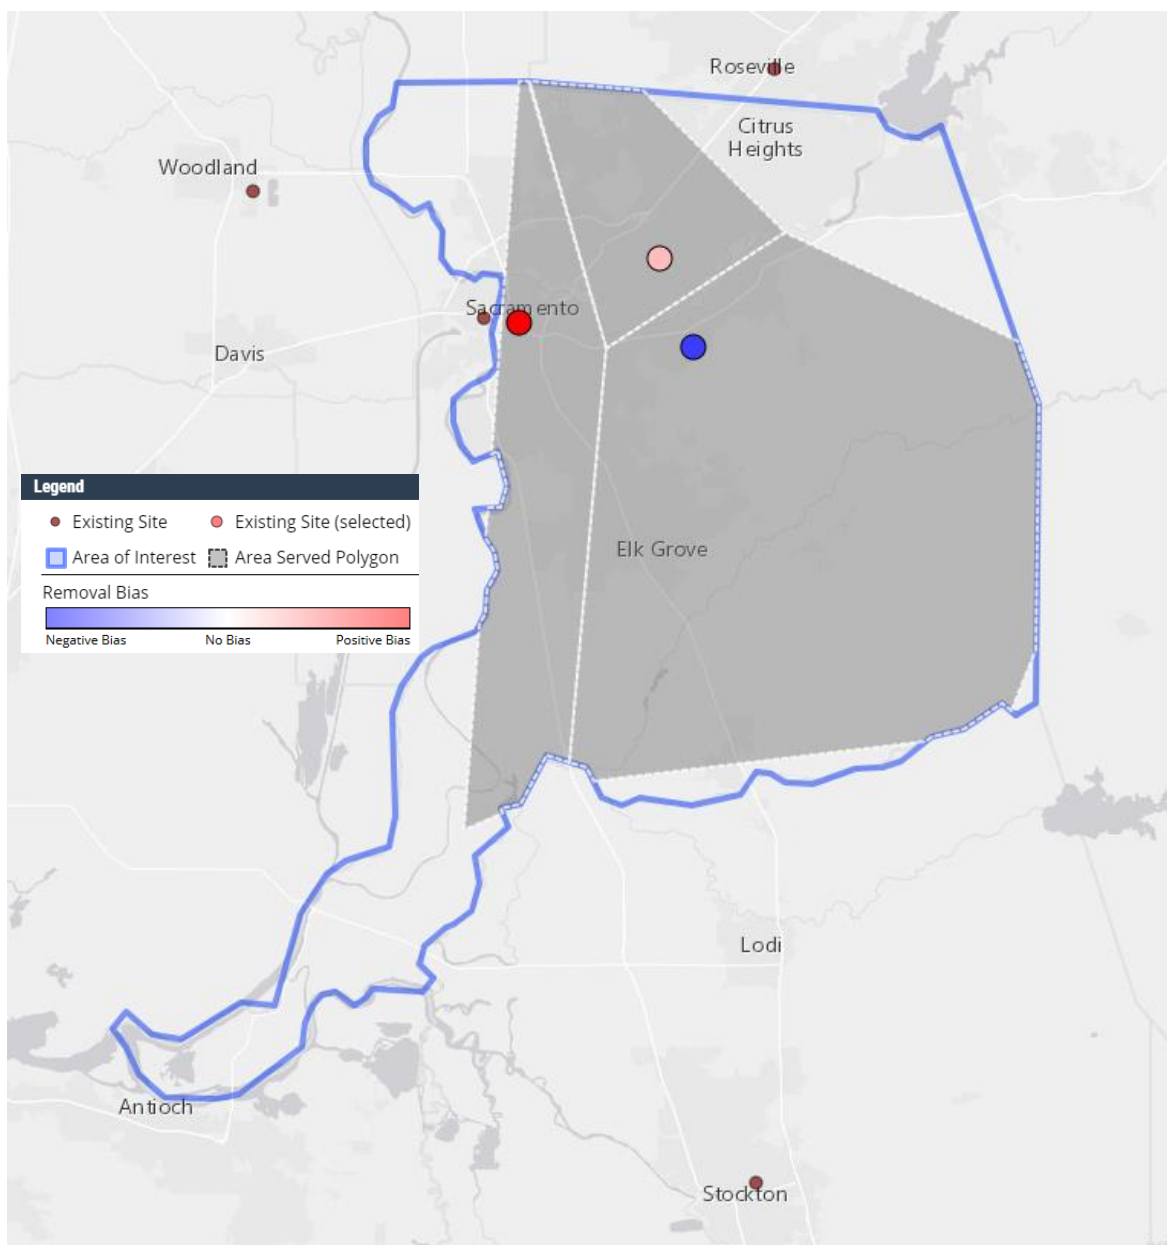 Roseville
Citrus
Heights
Woodland
Sacramento
Davis
Legend
Existing Site
Existing Site (selected)
Area of Interest
Area Served Polygon
Removal Bias
Negative Bias
No Bias
Positive Bias
Elk Grove
Lodi
Antioch
Stockton